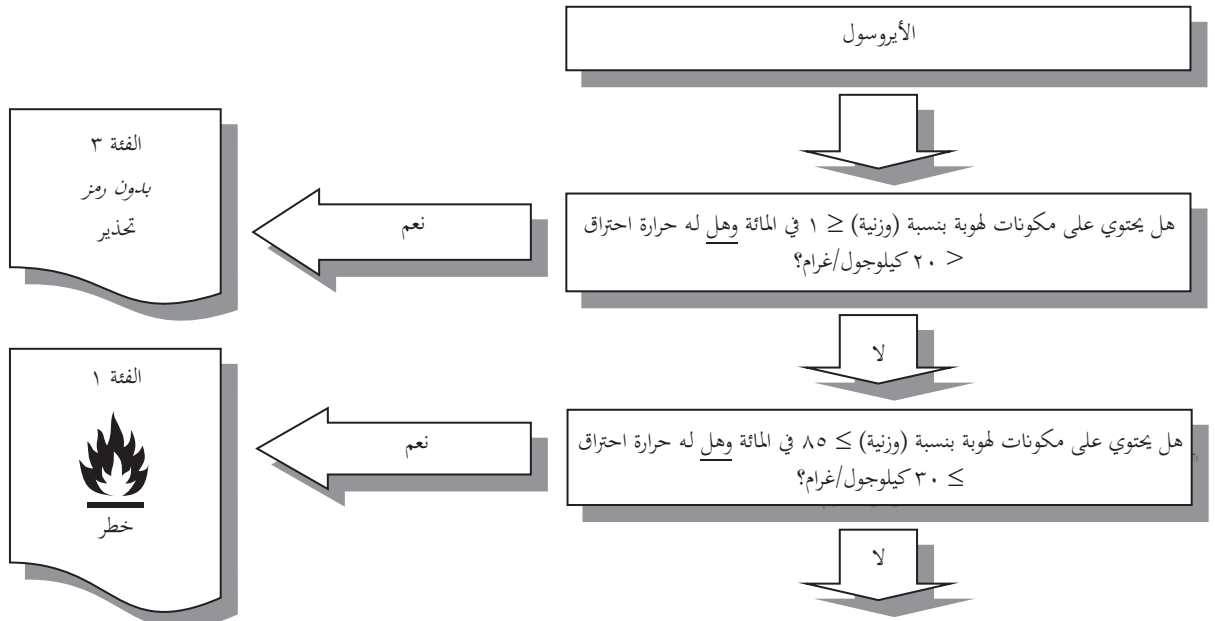 الأيروسول
هل يحتوي على مكونات لهوبة بنسبة (وزنية) ≤ ١ في المائة وهل له حرارة احتراق
< ٢٠ كيلوجول/غرام؟
نعم
الفئة ٣
بدون رمز
تحذير
لا
هل يحتوي على مكونات لهوبة بنسبة (وزنية) ≥ ٨٥ في المائة وهل له حرارة احتراق
≥ ٣٠ كيلوجول/غرام؟
نعم
الفئة ١
خطر
لا